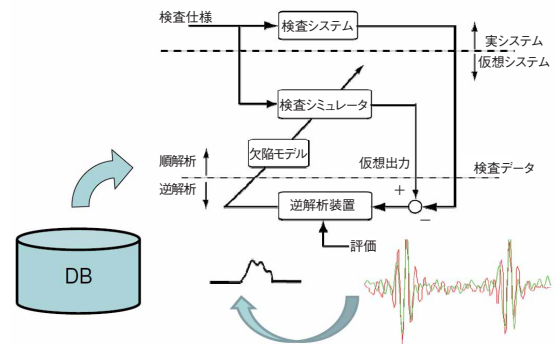 検査仕様
検査システム
実システム
仮想システム
検査シミュレータ
欠陥モデル
順解析
仮想出力
検査データ
逆解析
+
逆解析装置
−
評価
DB